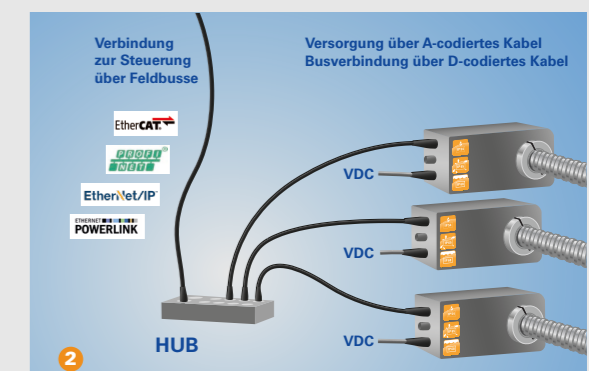 Verbindung
zur Steuerung
über Feldbusse
Versorgung über A-codiertes Kabel
Busverbindung über D-codiertes Kabel
EtherCAT
PROFI
NET
EtherNet/IP
ETHERNET
POWERLINK
VDC
VDC
VDC
HUB
2